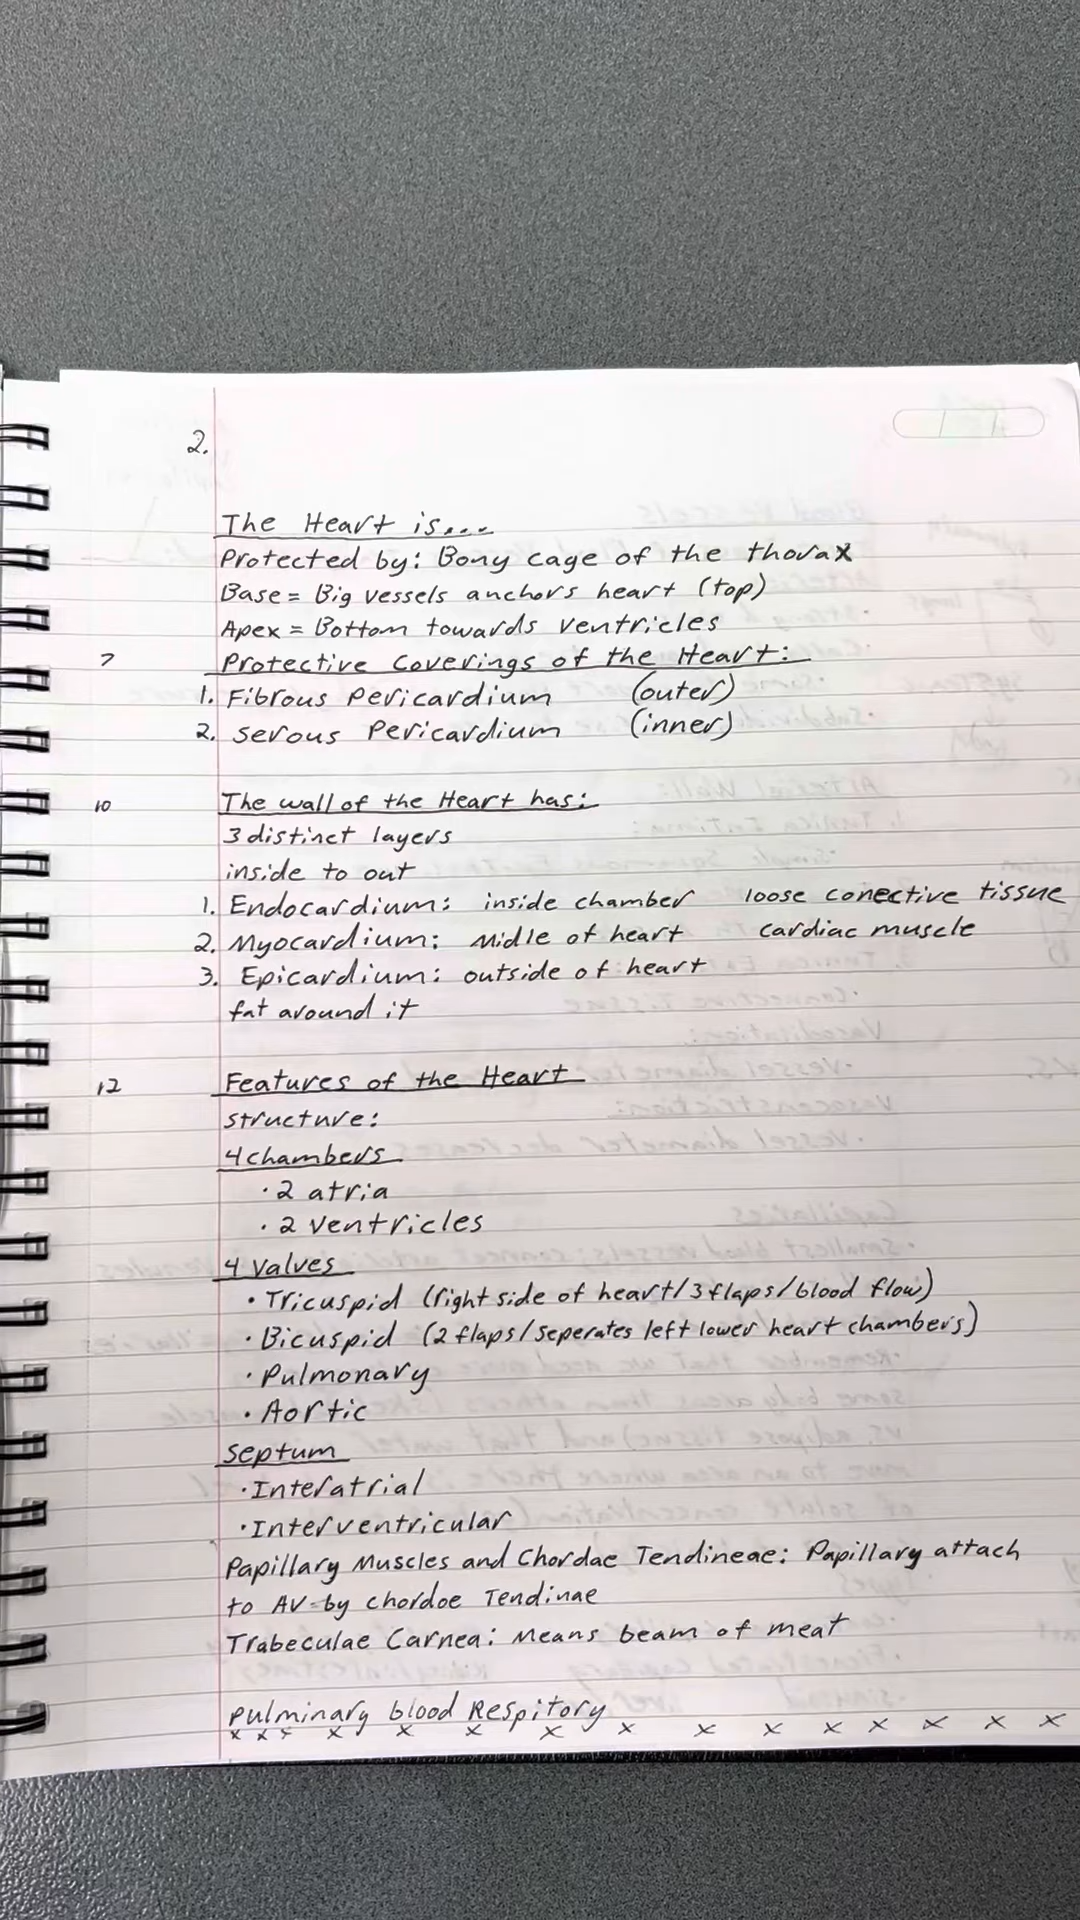 2.
The Heart is...
Protected by: Bony cage of the thorax
Base = Big vessels anchors heart (top)
Apex = Bottom towards ventricles
7 Protective Coverings of the Heart:
1. Fibrous Pericardium (outer)
2. Serous Pericardium (inner)
10 The wall of the Heart has:
3 distinct layers
inside to out
1. Endocardium: inside chamber loose conective tissue
2. Myocardium: Midle of heart cardiac muscle
3. Epicardium: outside of heart
fat around it
12 Features of the Heart
structure:
4 chambers
· 2 atria
· 2 ventricles
4 Valves
· Tricuspid (right side of heart/3 flaps/blood flow)
· Bicuspid (2 flaps/seperates left lower heart chambers)
· Pulmonary
· Aortic
Septum
· Interatrial
· Interventricular
Papillary Muscles and Chordae Tendineae: Papillary attach
to AV-by chordoe Tendinae
Trabeculae Carnea: Means beam of meat
Pulminary blood Respitory
x x x x x x x x x x x x x x x